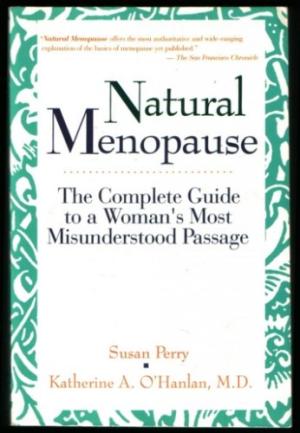 "Natural Menopause offers the most authoritative and wide-ranging
explanation of the basics of menopause yet published."
— The San Francisco Chronicle
Natural
Menopause
The Complete Guide
to a Woman's Most
Misunderstood Passage
Susan Perry
Katherine A. O'Hanlan, M.D.